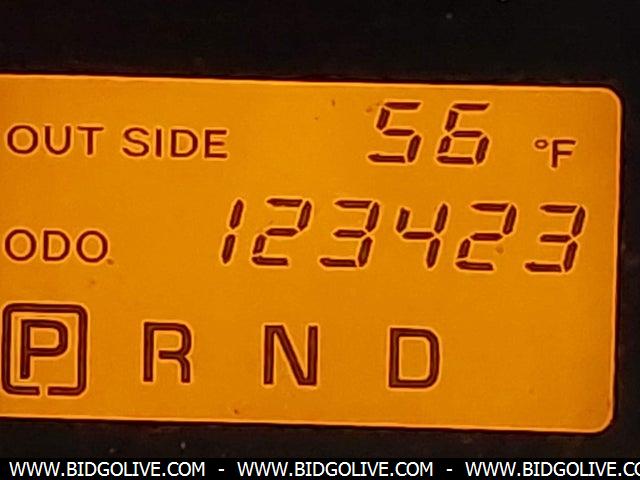 OUT SIDE 56 °F
ODO 123423
P R N D
WWW.BIDGOLIVE.COM - WWW.BIDGOLIVE.COM - WWW.BIDGOLIVE.CO